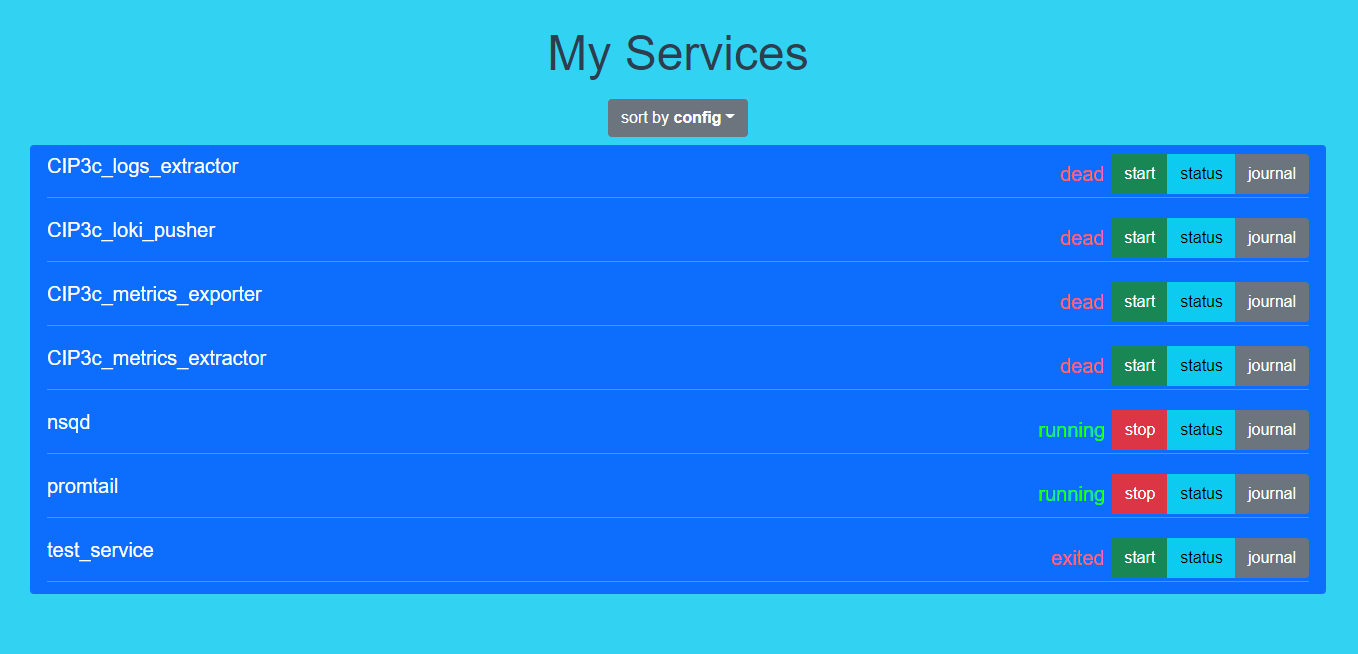 My Services
sort by config
CIP3c_logs_extractor dead start status journal
CIP3c_loki_pusher dead start status journal
CIP3c_metrics_exporter dead start status journal
CIP3c_metrics_extractor dead start status journal
nsqd running stop status journal
promtail running stop status journal
test_service exited start status journal